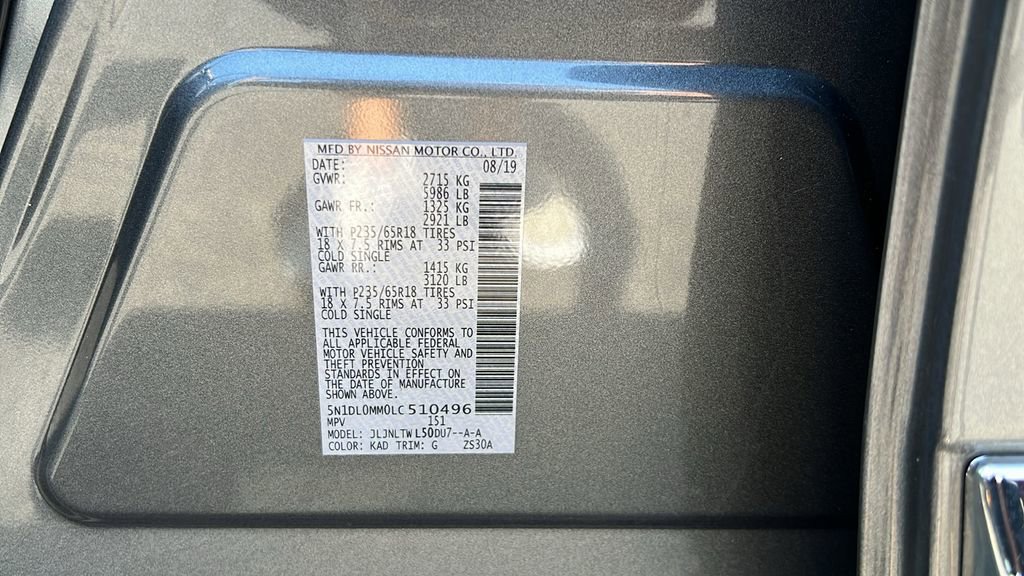 MFD BY NISSAN MOTOR CO., LTD.
DATE: 08/19
GVWR: 2715 KG
5986 LB
GAWR FR.: 1325 KG
2921 LB
WITH P235/65R18 TIRES
18 X 7.5 RIMS AT 33 PSI
COLD SINGLE
GAWR RR.: 1415 KG
3120 LB
WITH P235/65R18 TIRES
18 X 7.5 RIMS AT 33 PSI
COLD SINGLE
THIS VEHICLE CONFORMS TO
ALL APPLICABLE FEDERAL
MOTOR VEHICLE SAFETY AND
THEFT PREVENTION
STANDARDS IN EFFECT ON
THE DATE OF MANUFACTURE
SHOWN ABOVE.
5N1DL0MM0LC510496
MPV 151
MODEL: JLJNLTWL50DU7--A-A
COLOR: KAD TRIM: G ZS30A